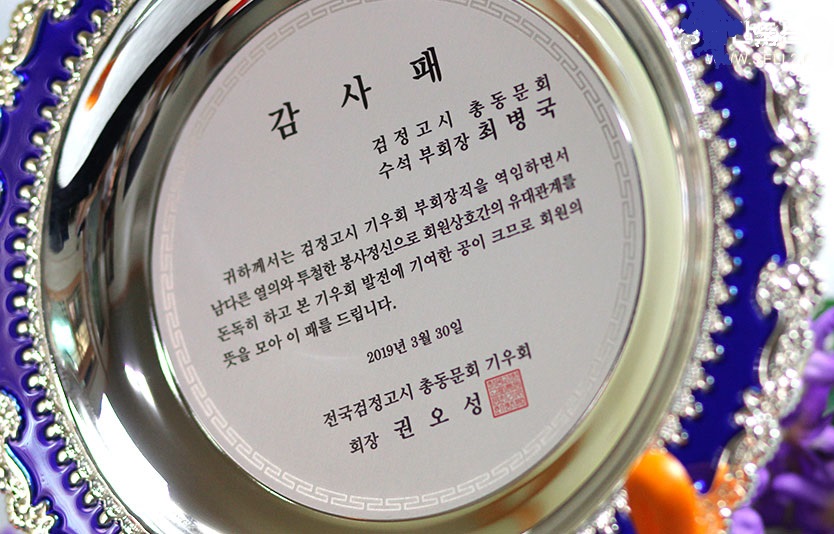 감 사 패
검정고시 총동문회
수석 부회장 최 병 국
귀하께서는 검정고시 기우회 부회장직을 역임하면서
남다른 열의와 투철한 봉사정신으로 회원상호간의 유대관계를
돈독히 하고 본 기우회 발전에 기여한 공이 크므로 회원의
뜻을 모아 이 패를 드립니다.
2019년 3월 30일
전국검정고시 총동문회 기우회
회장 권 오 성